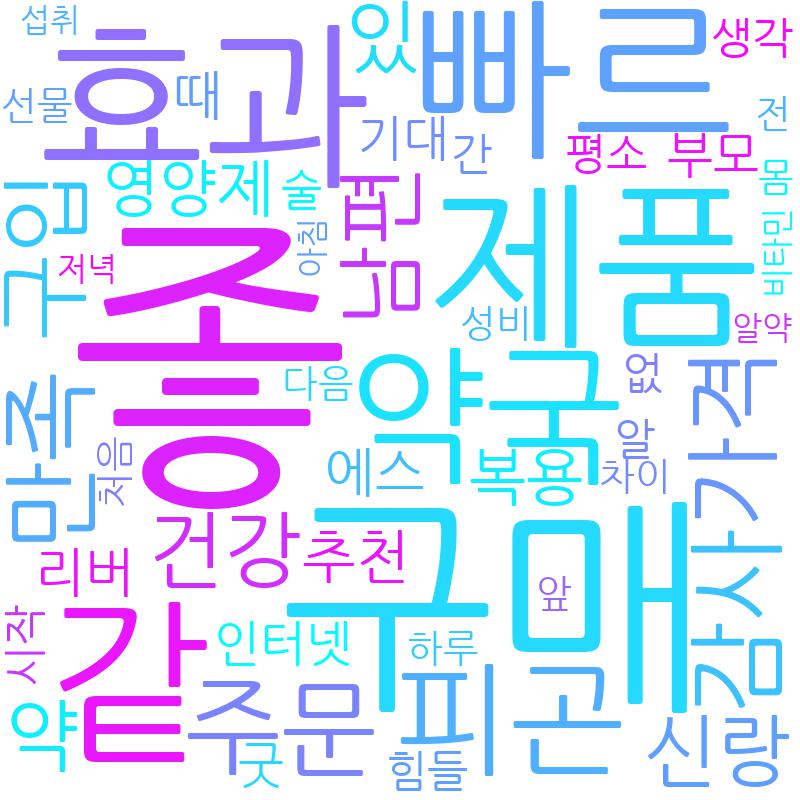 섭취
효과
있
빠르
생각
선물
때
기대
간
전
평소
부모
영양제
술
남편
몸
구입
저녁
아침
비타민
좋
제품
성비
알약
만족
다음
약국
없
가격
처음
에스
복용
알
차이
리버
건강
추천
구매
앞
감사
시작
같
인터넷
하루
약
주문
굿
피곤
힘들
신랑